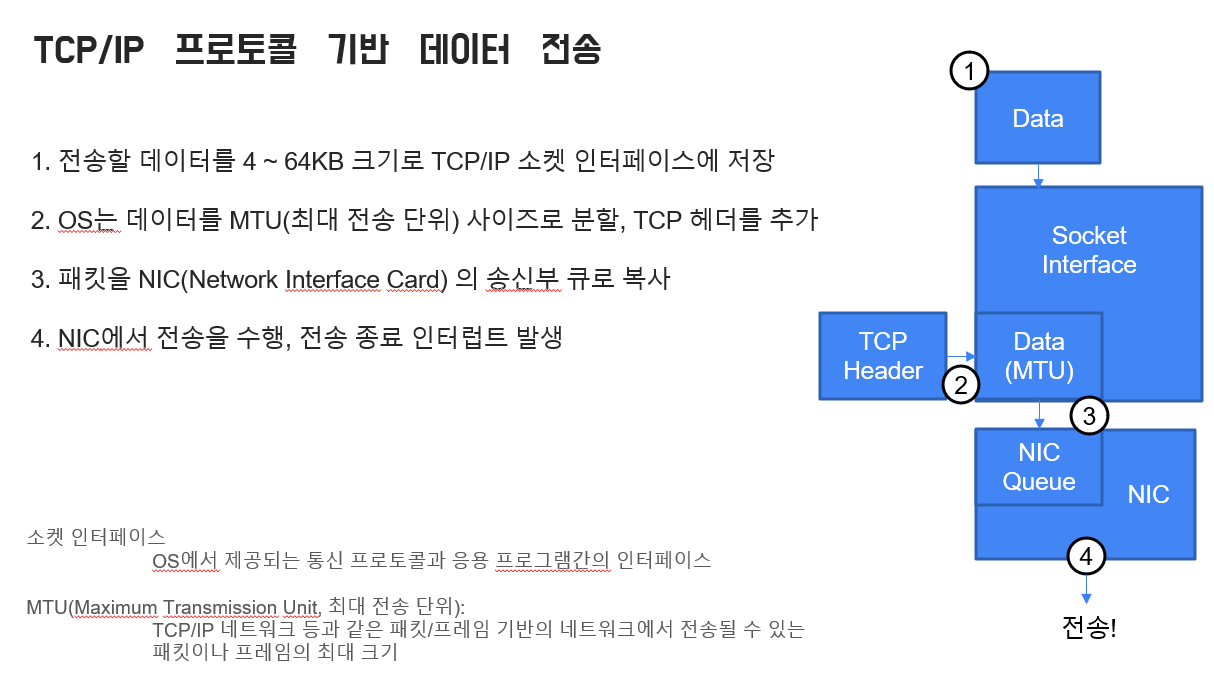 TCP/IP 프로토콜 기반 데이터 전송
1. 전송할 데이터를 4 ~ 64KB 크기로 TCP/IP 소켓 인터페이스에 저장
2. OS는 데이터를 MTU(최대 전송 단위) 사이즈로 분할, TCP 헤더를 추가
3. 패킷을 NIC(Network Interface Card) 의 송신부 큐로 복사
4. NIC에서 전송을 수행, 전송 종료 인터럽트 발생
소켓 인터페이스
OS에서 제공되는 통신 프로토콜과 응용 프로그램간의 인터페이스
MTU(Maximum Transmission Unit, 최대 전송 단위):
TCP/IP 네트워크 등과 같은 패킷/프레임 기반의 네트워크에서 전송될 수 있는
패킷이나 프레임의 최대 크기
1
Data
Socket
Interface
TCP
Header
2
Data
(MTU)
3
NIC
Queue
NIC
4
전송!